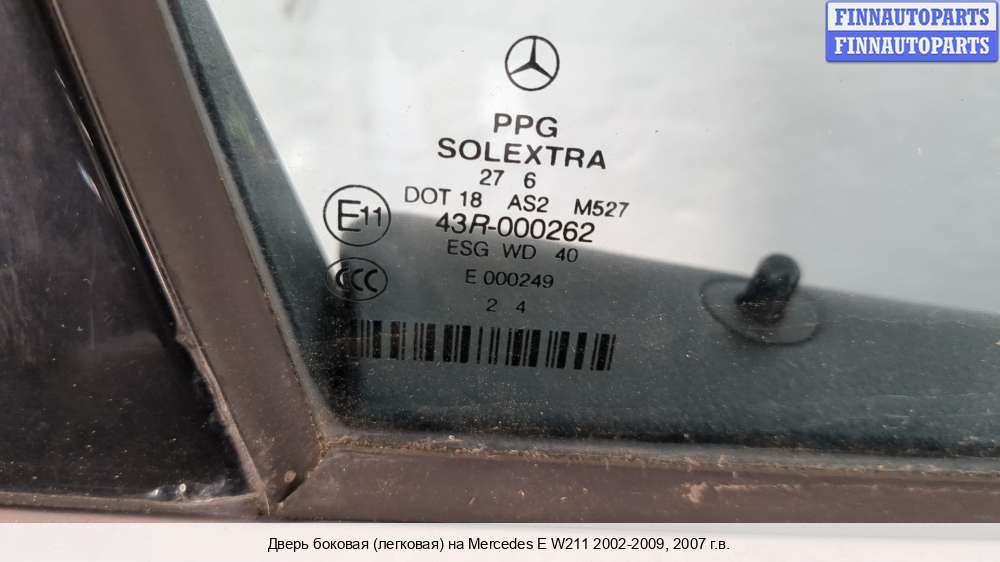 FINNAUTOPARTS
FINNAUTOPARTS
PPG
SOLEXTRA
27 6
DOT 18 AS2 M527
E11
43R-000262
ESG WD 40
CCC
E 000249
2 4
Дверь боковая (легковая) на Mercedes E W211 2002-2009, 2007 г.в.